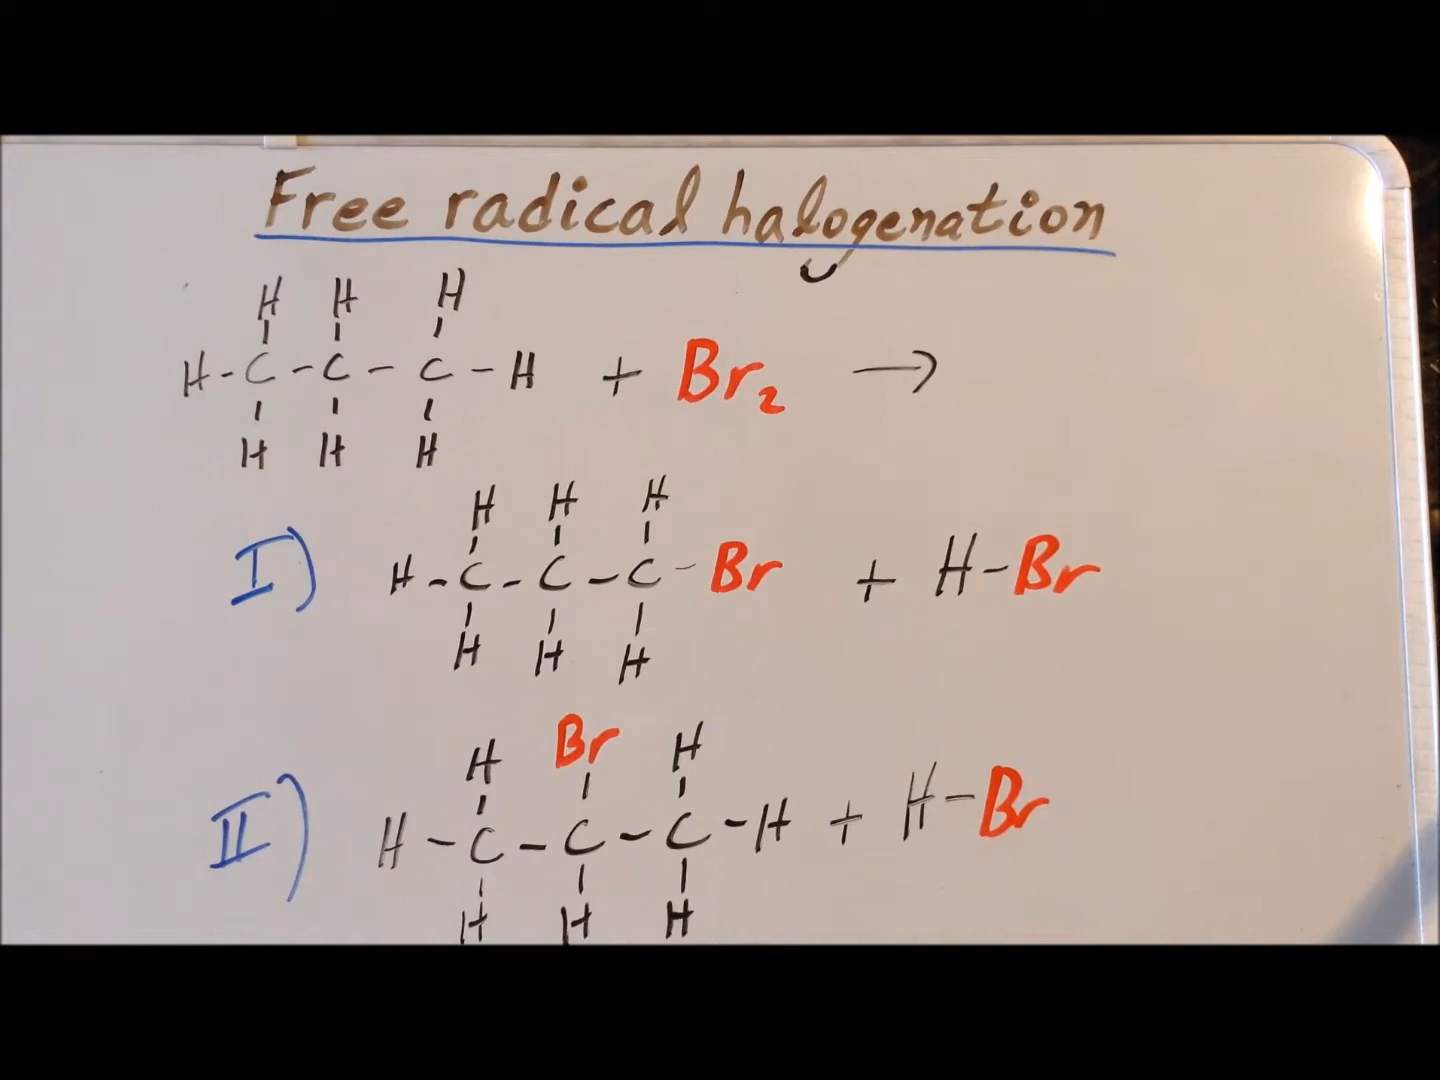 Free radical halogenation
H H H
H - C - C - C - H + Br₂ →
H H H
H H H
I) H - C - C - C - Br + H - Br
H H H
H Br H
II) H - C - C - C - H + H - Br
H H H